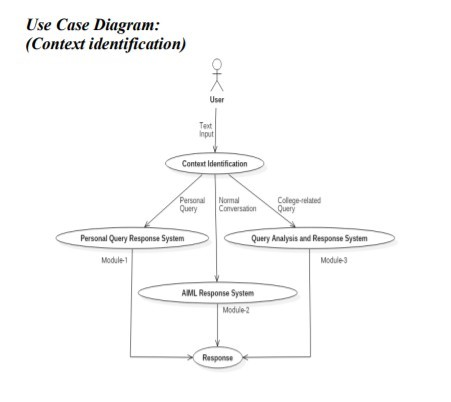 Use Case Diagram:
(Context identification)
User
Text
Input
Context Identification
Personal
Query
Normal
Conversation
College-related
Query
Personal Query Response System
Query Analysis and Response System
Module-1
Module-3
AIML Response System
Module-2
Response